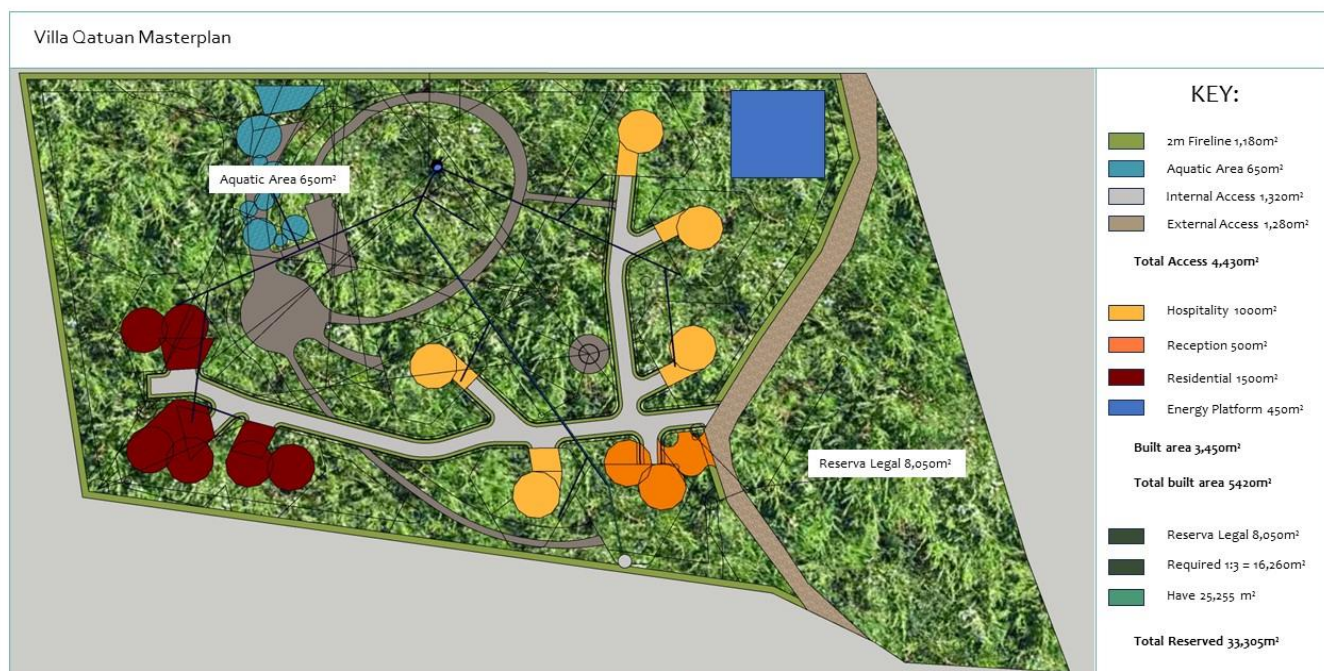 Villa Qatuan Masterplan
KEY:
2m Fireline 1,180m²
Aquatic Area 650m²
Aquatic Area 650m²
Internal Access 1,320m²
External Access 1,280m²
Total Access 4,430m²
Hospitality 1000m²
Reception 500m²
Residential 1500m²
Energy Platform 450m²
Built area 3,450m²
Reserva Legal 8,050m²
Total built area 5420m²
Reserva Legal 8,050m²
Required 1:3 = 16,260m²
Have 25,255 m²
Total Reserved 33,305m²